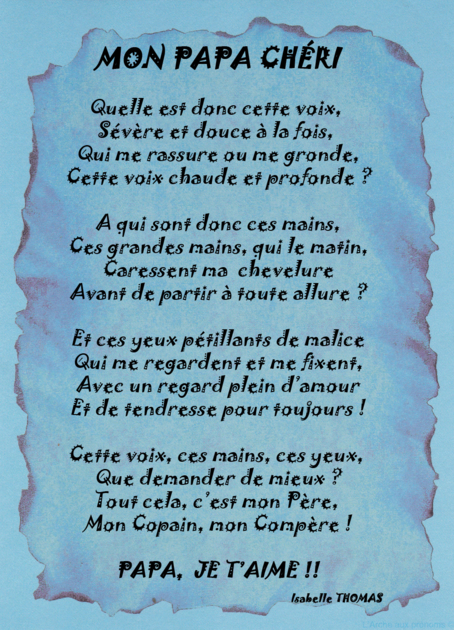 MON PAPA CHÉRI
Quelle est donc cette voix,
Sévère et douce à la fois,
Qui me rassure ou me gronde,
Cette voix chaude et profonde ?
A qui sont donc ces mains,
Ces grandes mains, qui le matin,
Caressent ma chevelure
Avant de partir à toute allure ?
Et ces yeux pétillants de malice
Qui me regardent et me fixent,
Avec un regard plein d'amour
Et de tendresse pour toujours !
Cette voix, ces mains, ces yeux,
Que demander de mieux ?
Tout cela, c'est mon Père,
Mon Copain, mon Compère !
PAPA, JE T'AIME !!
Isabelle THOMAS